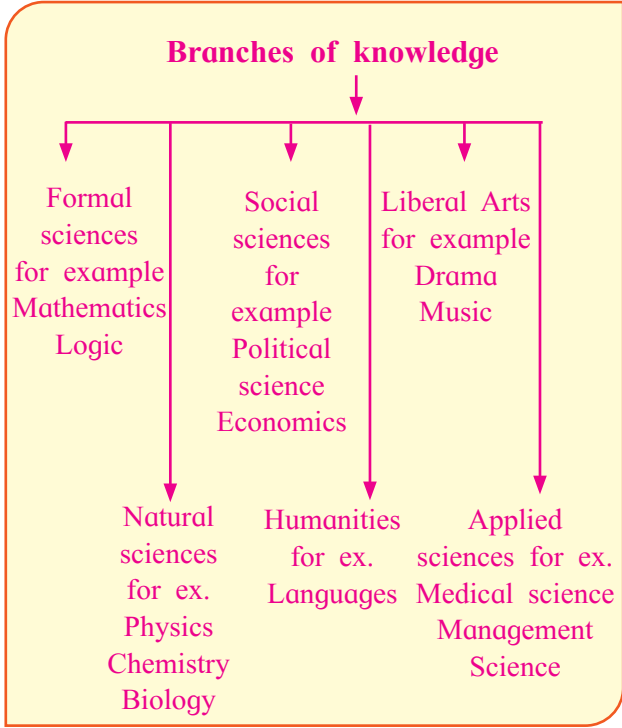 Branches of knowledge
Formal
sciences
for example
Mathematics
Logic
Natural
sciences
for ex.
Physics
Chemistry
Biology
Social
sciences
for
example
Political
science
Economics
Humanities
for ex.
Languages
Liberal Arts
for example
Drama
Music
Applied
sciences for ex.
Medical science
Management
Science